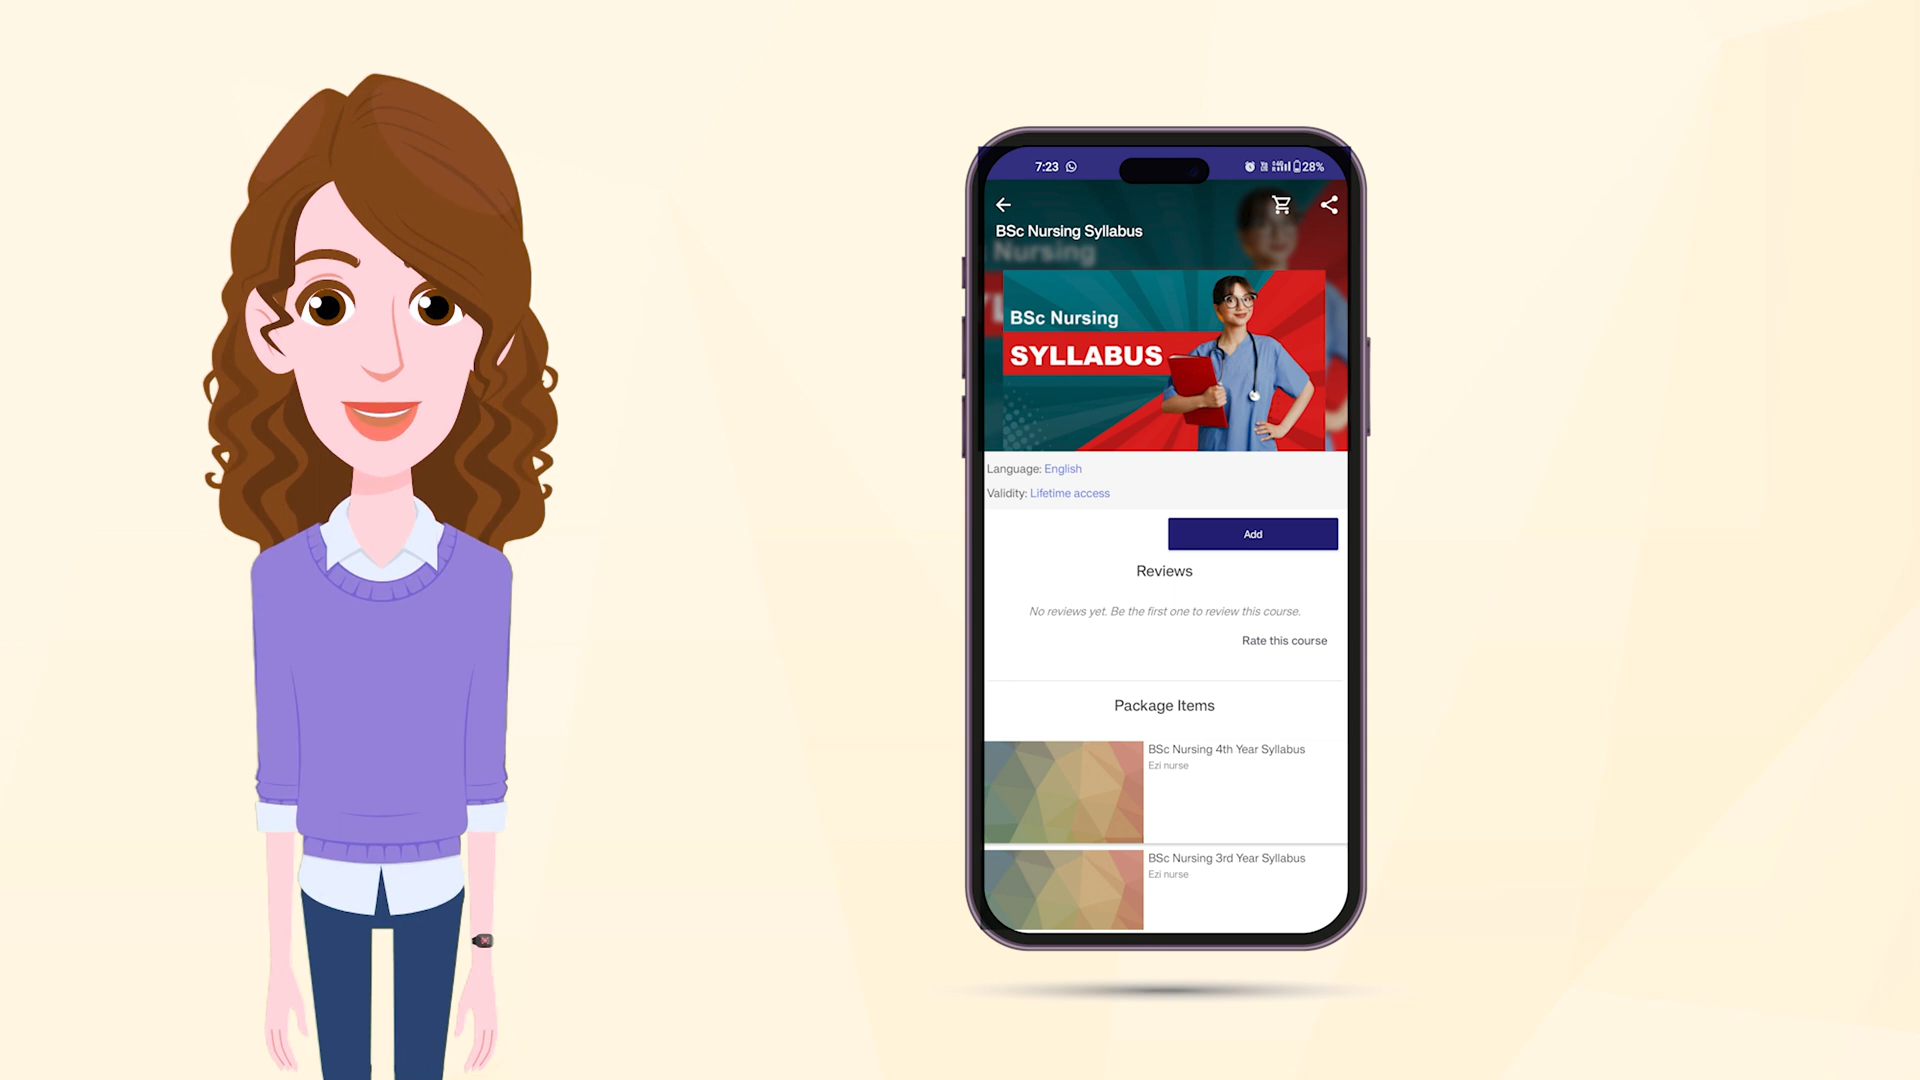 7:23
28%
BSc Nursing Syllabus
Nursing
BSc Nursing
SYLLABUS
Language: English
Validity: Lifetime access
Add
Reviews
No reviews yet. Be the first one to review this course.
Rate this course
Package Items
BSc Nursing 4th Year Syllabus
Ezi nurse
BSc Nursing 3rd Year Syllabus
Ezi nurse